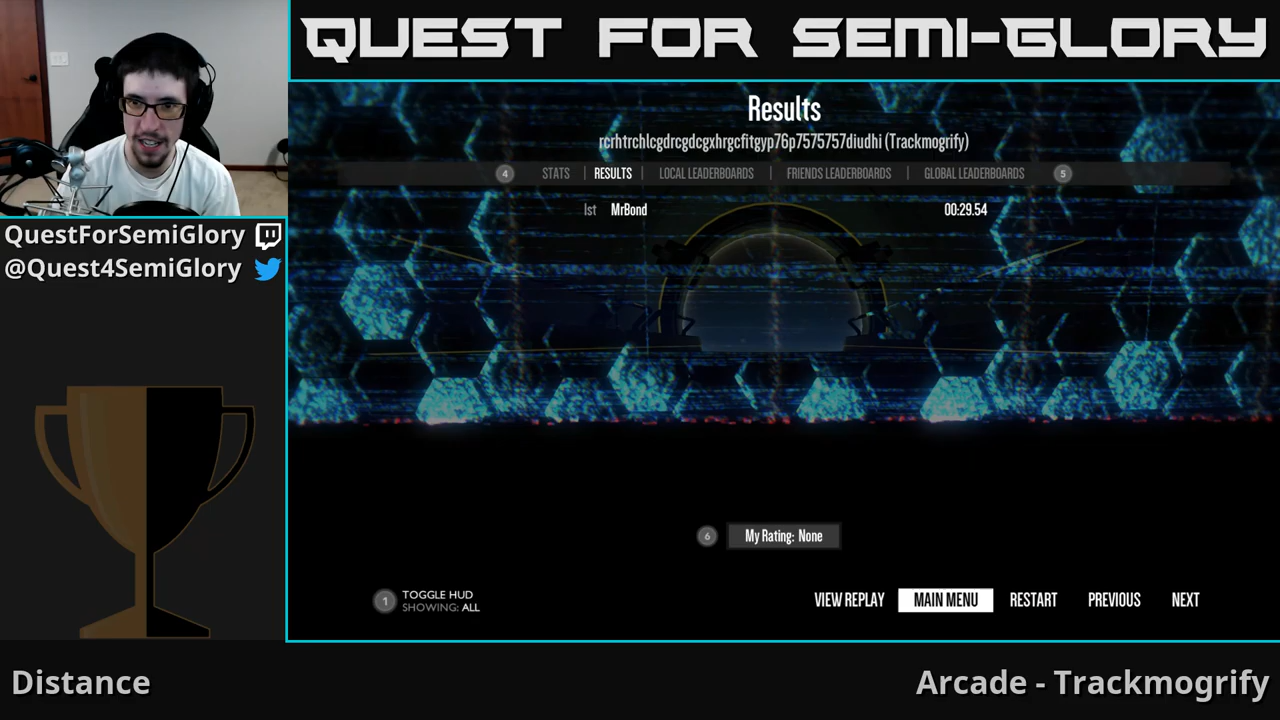 QUEST FOR SEMI-GLORY
QuestForSemiGlory
@Quest4SemiGlory
Results
rcrhtrchlcgdrcgdcgxhrgcfitgyp76p7575757diudhi (Trackmogrify)
4 STATS RESULTS LOCAL LEADERBOARDS FRIENDS LEADERBOARDS GLOBAL LEADERBOARDS 5
1st MrBond 00:29.54
6 My Rating: None
1 TOGGLE HUD
SHOWING: ALL
VIEW REPLAY MAIN MENU RESTART PREVIOUS NEXT
Distance
Arcade - Trackmogrify